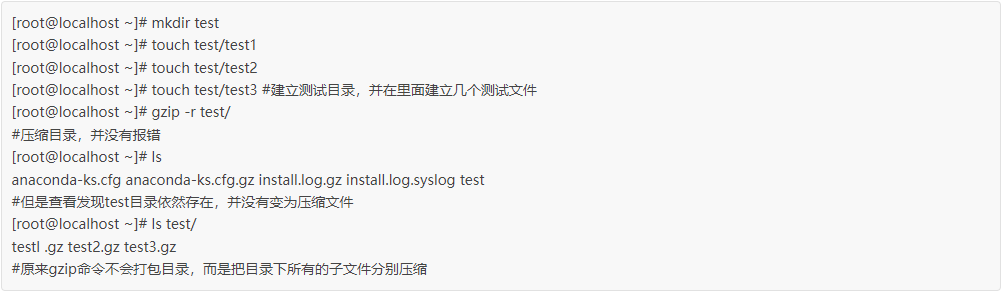 [root@localhost ~]# mkdir test
[root@localhost ~]# touch test/test1
[root@localhost ~]# touch test/test2
[root@localhost ~]# touch test/test3 #建立测试目录，并在里面建立几个测试文件
[root@localhost ~]# gzip -r test/
#压缩目录，并没有报错
[root@localhost ~]# ls
anaconda-ks.cfg anaconda-ks.cfg.gz install.log.gz install.log.syslog test
#但是查看发现test目录依然存在，并没有变为压缩文件
[root@localhost ~]# ls test/
testl .gz test2.gz test3.gz
#原来gzip命令不会打包目录，而是把目录下所有的子文件分别压缩